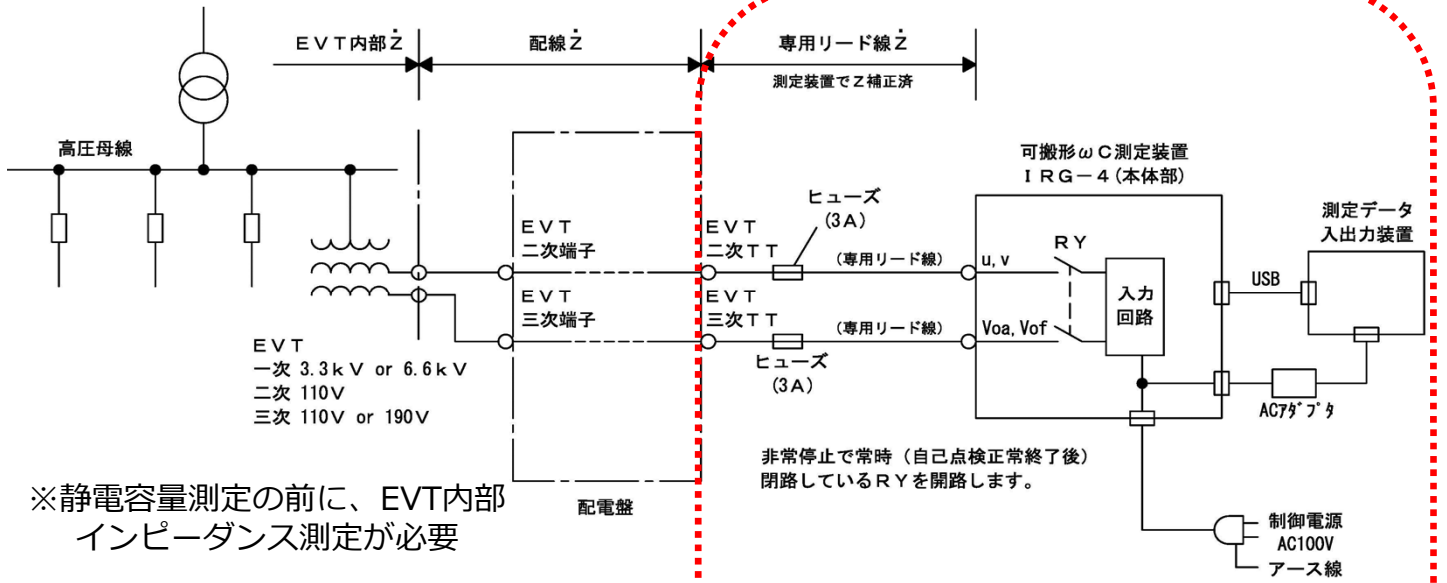 EVT内部Ż
配線Ż
専用リード線Ż
測定装置でZ補正済
高圧母線
可搬形ωC測定装置
IRG-4(本体部)
ヒューズ
(3A)
測定データ
入出力装置
EVT
二次端子
EVT
二次TT
(専用リード線)
u,v
RY
入力
回路
USB
EVT
三次端子
EVT
三次TT
(専用リード線)
Voa,Vof
ヒューズ
(3A)
ACアダプタ
EVT
一次 3.3kV or 6.6kV
二次 110V
三次 110V or 190V
非常停止で常時（自己点検正常終了後）
閉路しているRYを開路します。
※静電容量測定の前に、EVT内部
インピーダンス測定が必要
配電盤
制御電源
AC100V
アース線